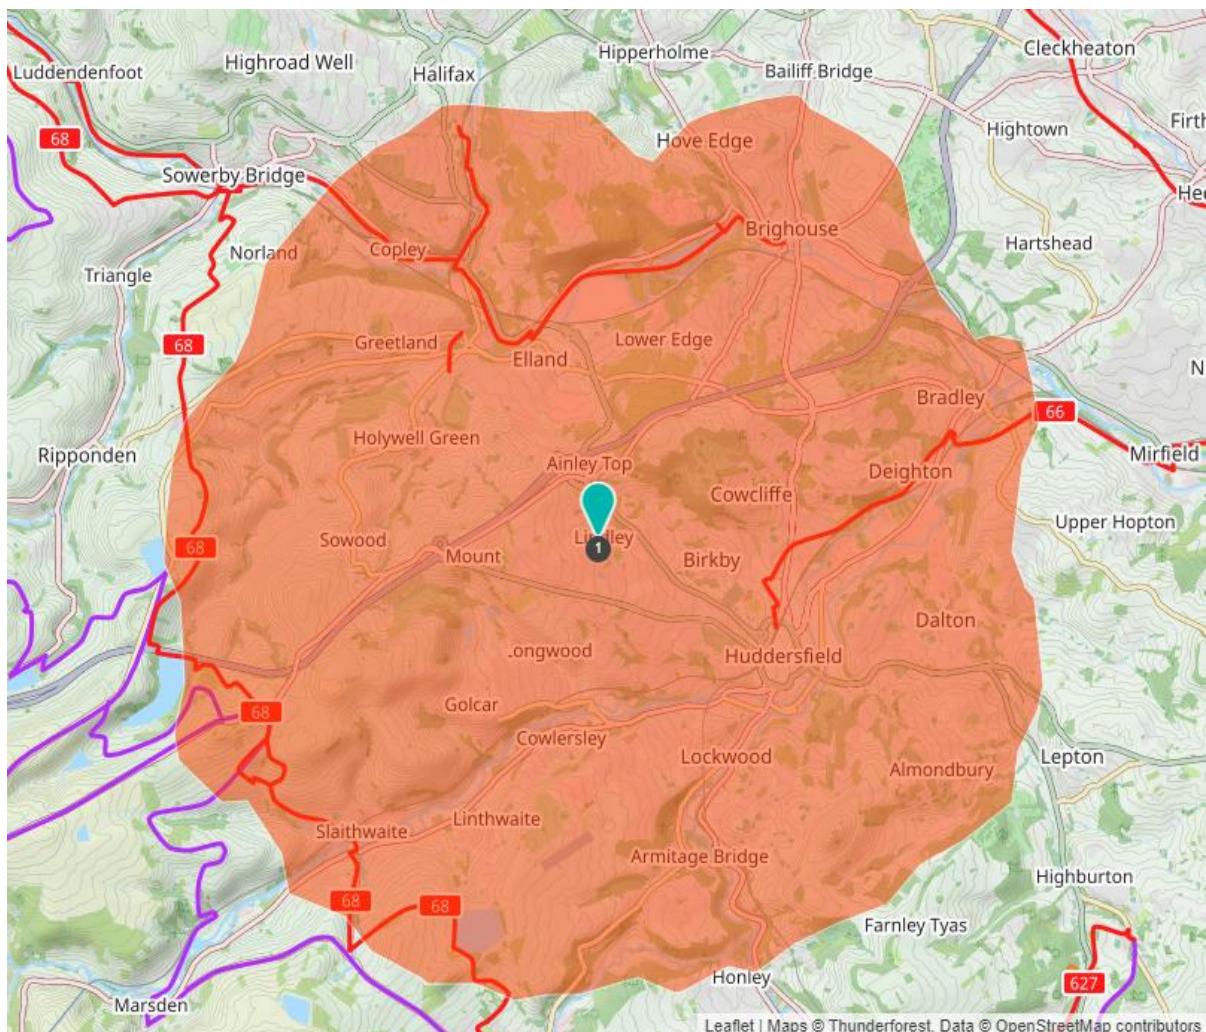 Hipperholme
Cleckheaton
Highroad Well
Luddendenfoot
Halifax
Bailiff Bridge
68
Hove Edge
Hightown
Firth
Sowerby Bridge
Hec
Brighouse
Norland
Copley
Hartshead
Triangle
68
Greetland
Lower Edge
Elland
N
Bradley
66
Holywell Green
Ripponden
Ainley Top
Mirfield
Deighton
Cowcliffe
Upper Hopton
Lindley
1
Sowood
68
Mount
Birkby
Dalton
Longwood
Huddersfield
Golcar
68
Cowlersley
Lockwood
Lepton
Almondbury
Linthwaite
Slaithwaite
Armitage Bridge
Highburton
68
68
Farnley Tyas
Honley
627
Marsden
Leaflet | Maps © Thunderforest, Data © OpenStreetMap contributors